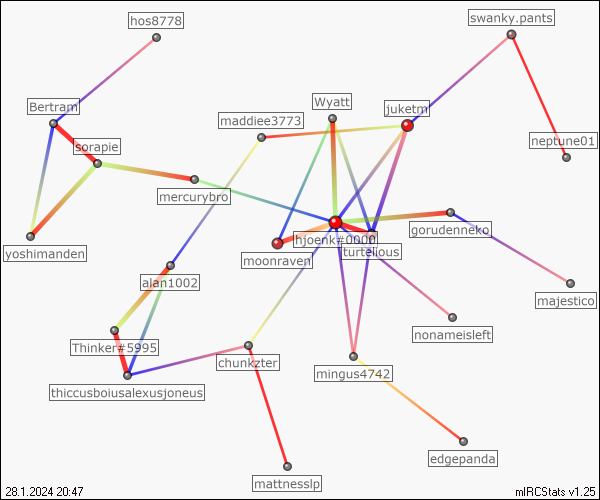 hos8778
swanky.pants
Bertram
Wyatt
juketm
maddiee3773
neptune01
sorapie
mercurybro
gorudenneko
hjoenk#0000
turtelious
yoshimanden
moonraven
alan1002
majestico
nonameisleft
Thinker#5995
chunkzter
mingus4742
thiccusboiusalexusjoneus
edgepanda
mattnesslp
28.1.2024 20:47
mIRCStats v1.25